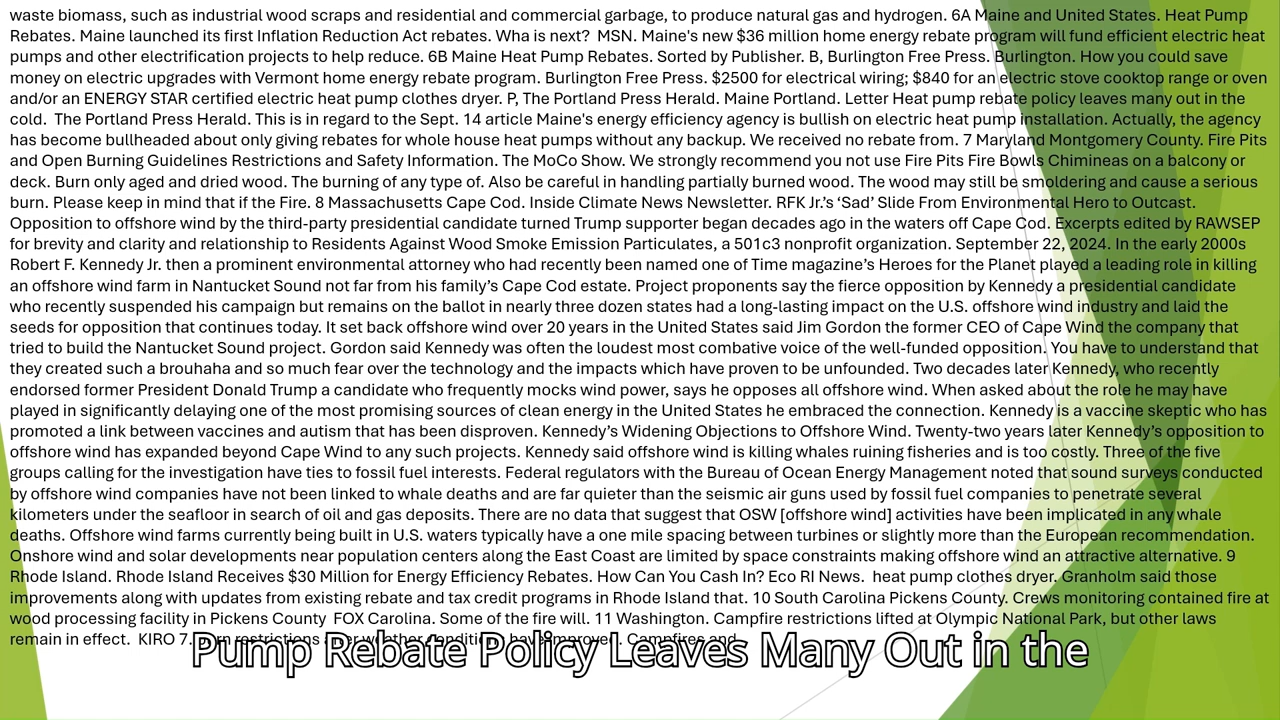 waste biomass, such as industrial wood scraps and residential and commercial garbage, to produce natural gas and hydrogen. 6A Maine and United States. Heat Pump
Rebates. Maine launched its first Inflation Reduction Act rebates. Wha is next?  MSN. Maine's new $36 million home energy rebate program will fund efficient electric heat
pumps and other electrification projects to help reduce. 6B Maine Heat Pump Rebates. Sorted by Publisher. B, Burlington Free Press. Burlington. How you could save
money on electric upgrades with Vermont home energy rebate program. Burlington Free Press. $2500 for electrical wiring; $840 for an electric stove cooktop range or oven
and/or an ENERGY STAR certified electric heat pump clothes dryer. P, The Portland Press Herald. Maine Portland. Letter Heat pump rebate policy leaves many out in the
cold.  The Portland Press Herald. This is in regard to the Sept. 14 article Maine's energy efficiency agency is bullish on electric heat pump installation. Actually, the agency
has become bullheaded about only giving rebates for whole house heat pumps without any backup. We received no rebate from. 7 Maryland Montgomery County. Fire Pits
and Open Burning Guidelines Restrictions and Safety Information. The MoCo Show. We strongly recommend you not use Fire Pits Fire Bowls Chimineas on a balcony or
deck. Burn only aged and dried wood. The burning of any type of. Also be careful in handling partially burned wood. The wood may still be smoldering and cause a serious
burn. Please keep in mind that if the Fire. 8 Massachusetts Cape Cod. Inside Climate News Newsletter. RFK Jr.’s ‘Sad’ Slide From Environmental Hero to Outcast.
Opposition to offshore wind by the third-party presidential candidate turned Trump supporter began decades ago in the waters off Cape Cod. Excerpts edited by RAWSEP
for brevity and clarity and relationship to Residents Against Wood Smoke Emission Particulates, a 501c3 nonprofit organization. September 22, 2024. In the early 2000s
Robert F. Kennedy Jr. then a prominent environmental attorney who had recently been named one of Time magazine’s Heroes for the Planet played a leading role in killing
an offshore wind farm in Nantucket Sound not far from his family’s Cape Cod estate. Project proponents say the fierce opposition by Kennedy a presidential candidate
who recently suspended his campaign but remains on the ballot in nearly three dozen states had a long-lasting impact on the U.S. offshore wind industry and laid the
seeds for opposition that continues today. It set back offshore wind over 20 years in the United States said Jim Gordon the former CEO of Cape Wind the company that
tried to build the Nantucket Sound project. Gordon said Kennedy was often the loudest most combative voice of the well-funded opposition. You have to understand that
they created such a brouhaha and so much fear over the technology and the impacts which have proven to be unfounded. Two decades later Kennedy, who recently
endorsed former President Donald Trump a candidate who frequently mocks wind power, says he opposes all offshore wind. When asked about the role he may have
played in significantly delaying one of the most promising sources of clean energy in the United States he embraced the connection. Kennedy is a vaccine skeptic who has
promoted a link between vaccines and autism that has been disproven. Kennedy’s Widening Objections to Offshore Wind. Twenty-two years later Kennedy’s opposition to
offshore wind has expanded beyond Cape Wind to any such projects. Kennedy said offshore wind is killing whales ruining fisheries and is too costly. Three of the five
groups calling for the investigation have ties to fossil fuel interests. Federal regulators with the Bureau of Ocean Energy Management noted that sound surveys conducted
by offshore wind companies have not been linked to whale deaths and are far quieter than the seismic air guns used by fossil fuel companies to penetrate several
kilometers under the seafloor in search of oil and gas deposits. There are no data that suggest that OSW [offshore wind] activities have been implicated in any whale
deaths. Offshore wind farms currently being built in U.S. waters typically have a one mile spacing between turbines or slightly more than the European recommendation.
Onshore wind and solar developments near population centers along the East Coast are limited by space constraints making offshore wind an attractive alternative. 9
Rhode Island. Rhode Island Receives $30 Million for Energy Efficiency Rebates. How Can You Cash In? Eco RI News.  heat pump clothes dryer. Granholm said those
improvements along with updates from existing rebate and tax credit programs in Rhode Island that. 10 South Carolina Pickens County. Crews monitoring contained fire at
wood processing facility in Pickens County  FOX Carolina. Some of the fire will. 11 Washington. Campfire restrictions lifted at Olympic National Park, but other laws
remain in effect.  KIRO 7. restrictions have improved. Campfires and
Pump Rebate Policy Leaves Many Out in the